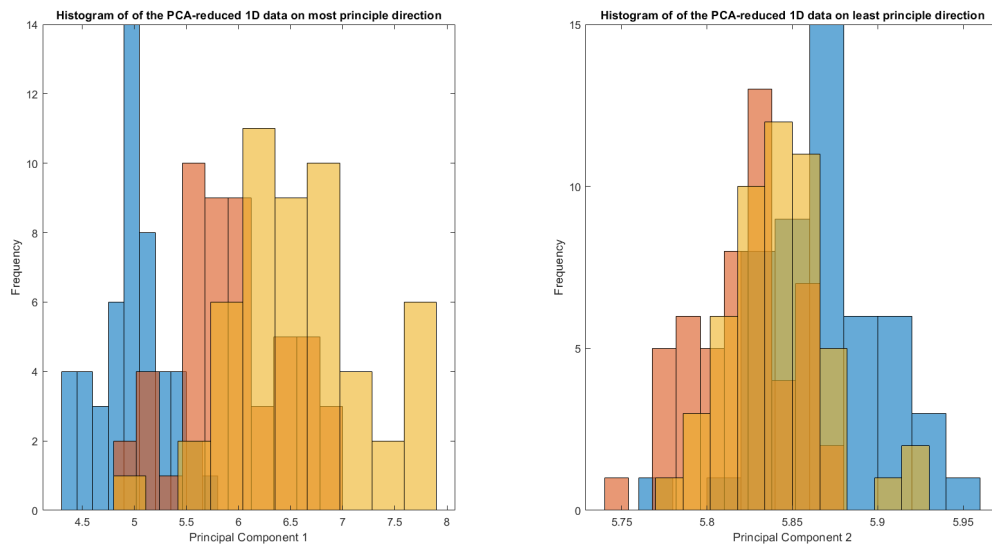 Histogram of of the PCA-reduced 1D data on most principle direction
14
12
10
8
6
4
2
0
Frequency
4.5 5 5.5 6 6.5 7 7.5 8
Principal Component 1
Histogram of of the PCA-reduced 1D data on least principle direction
15
10
5
0
Frequency
5.75 5.8 5.85 5.9 5.95
Principal Component 2